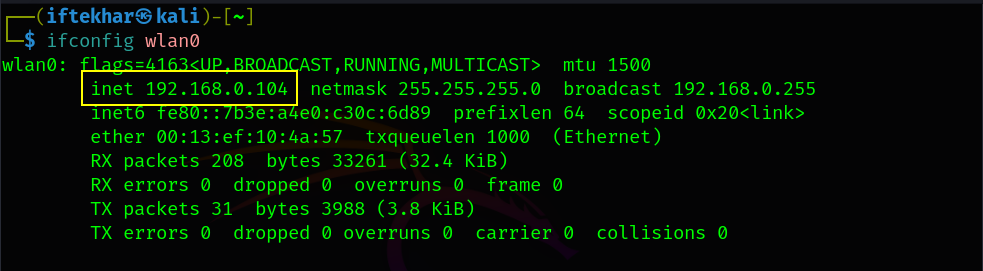 ┌──(iftekhar㉿kali)-[~]
└─$ ifconfig wlan0
wlan0: flags=4163<UP,BROADCAST,RUNNING,MULTICAST>  mtu 1500
inet 192.168.0.104  netmask 255.255.255.0  broadcast 192.168.0.255
inet6 fe80::7b3e:a4e0:c30c:6d89  prefixlen 64  scopeid 0x20<link>
ether 00:13:ef:10:4a:57  txqueuelen 1000  (Ethernet)
RX packets 208  bytes 33261 (32.4 KiB)
RX errors 0  dropped 0  overruns 0  frame 0
TX packets 31  bytes 3988 (3.8 KiB)
TX errors 0  dropped 0 overruns 0  carrier 0  collisions 0